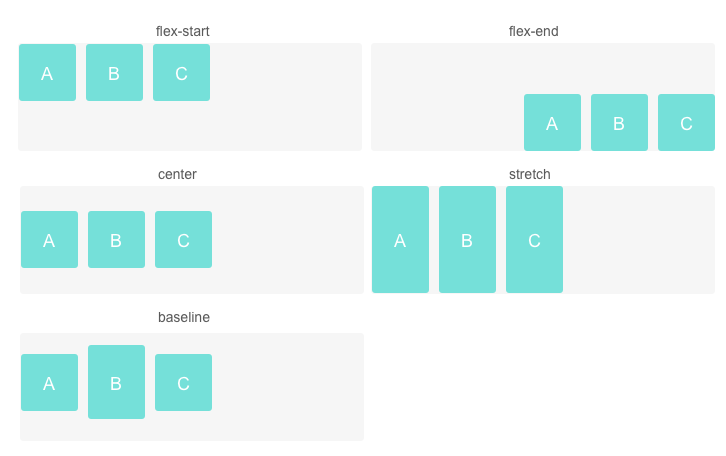 flex-start
A B C
flex-end
A B C
center
A B C
stretch
A B C
baseline
A B C